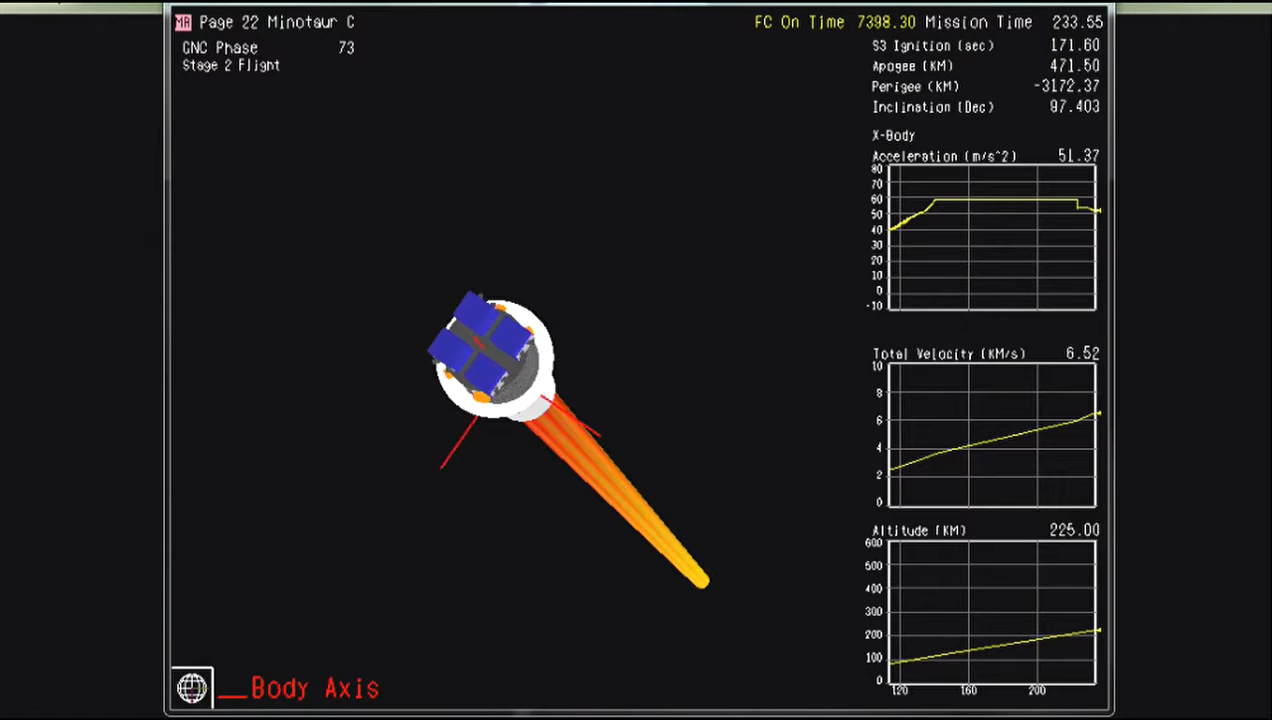 MR Page 22 Minotaur C
FC On Time 7398.30 Mission Time 233.55
GNC Phase 73
Stage 2 Flight
S3 Ignition (sec) 171.60
Apogee (KM) 471.50
Perigee (KM) -3172.37
Inclination (Deg) 97.403
X-Body
Acceleration (m/s^2) 51.37
80
70
60
50
40
30
20
10
0
-10
Total Velocity (KM/s) 6.52
10
8
6
4
2
0
Altitude (KM) 225.00
600
500
400
300
200
100
0
120 160 200
Body Axis